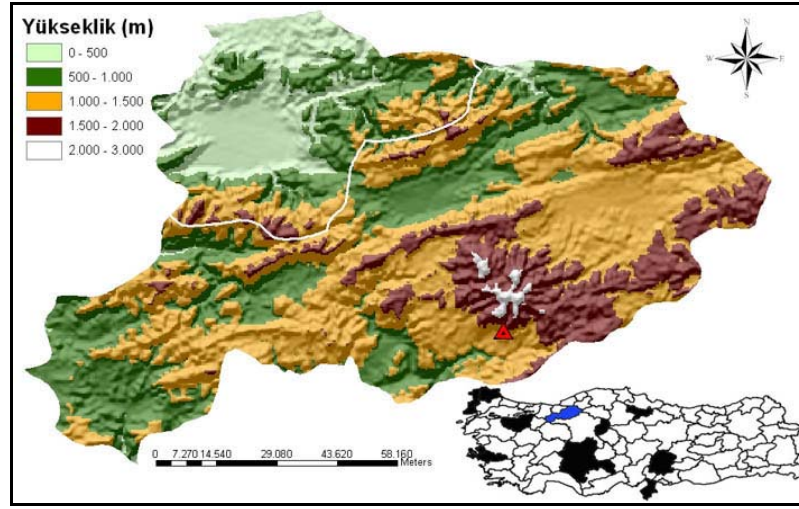 Yükseklik (m)
0 - 500
500 - 1.000
1.000 - 1.500
1.500 - 2.000
2.000 - 3.000
N
W E
S
0 7.270 14.540 29.080 43.620 58.160
Meters